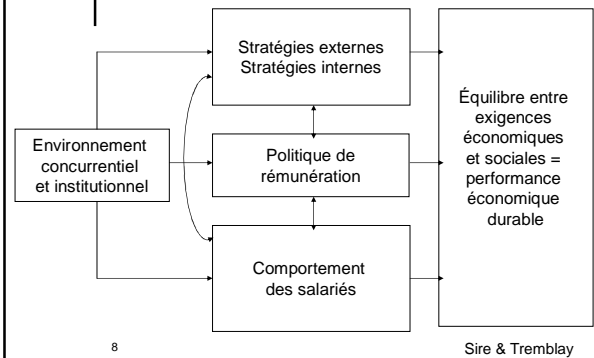 Stratégies externes
Stratégies internes
Environnement
concurrentiel
et institutionnel
Politique de
rémunération
Comportement
des salariés
Équilibre entre
exigences
économiques
et sociales =
performance
économique
durable
8
Sire & Tremblay